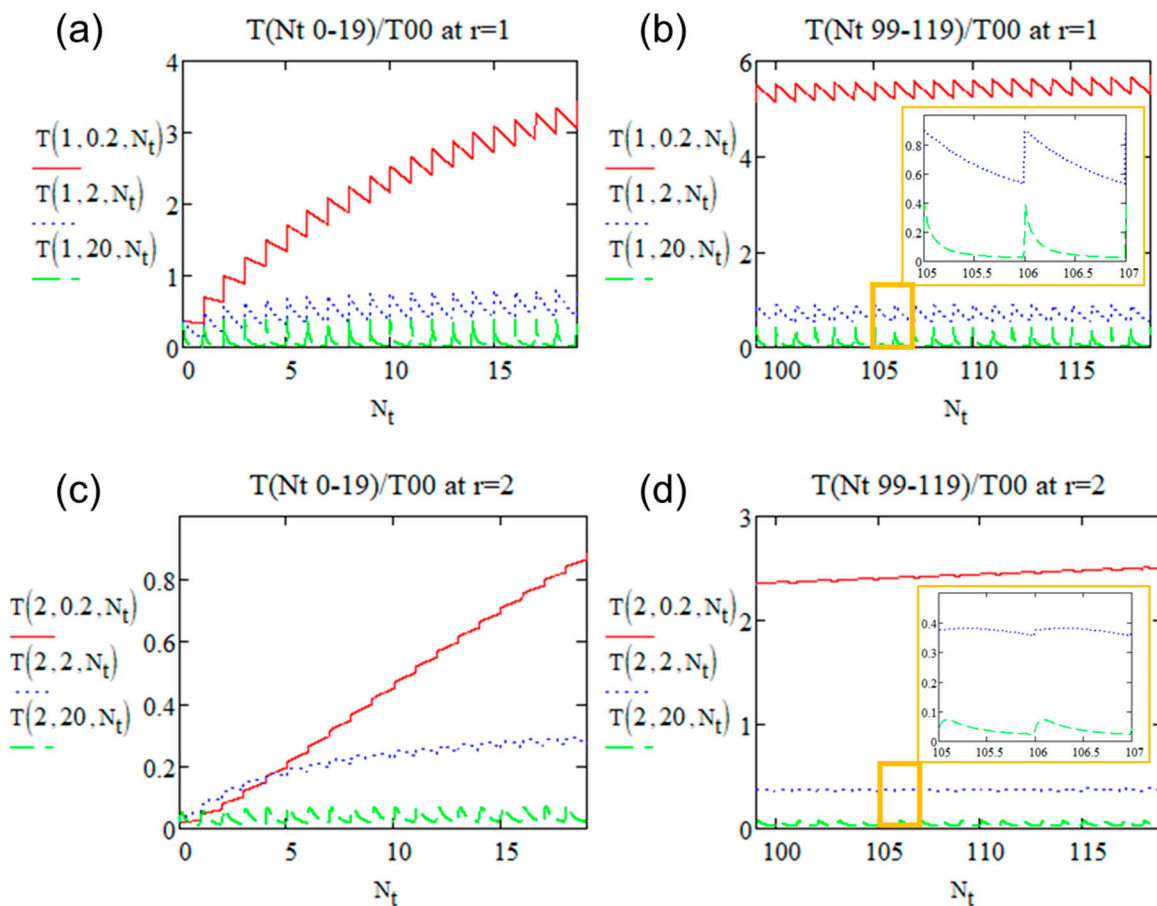 (a)
T(Nt 0-19)/T00 at r=1
4
3
2
1
0
T(1,0.2,Nt)
T(1,2,Nt)
T(1,20,Nt)
0 5 10 15
Nt
(b)
T(Nt 99-119)/T00 at r=1
6
4
2
0
T(1,0.2,Nt)
T(1,2,Nt)
T(1,20,Nt)
0.8
0.6
0.4
0.2
0
105 105.5 106 106.5 107
100 105 110 115
Nt
(c)
T(Nt 0-19)/T00 at r=2
0.8
0.6
0.4
0.2
0
T(2,0.2,Nt)
T(2,2,Nt)
T(2,20,Nt)
0 5 10 15
Nt
(d)
T(Nt 99-119)/T00 at r=2
3
2
1
0
T(2,0.2,Nt)
T(2,2,Nt)
T(2,20,Nt)
0.4
0.3
0.2
0.1
0
105 105.5 106 106.5 107
100 105 110 115
Nt